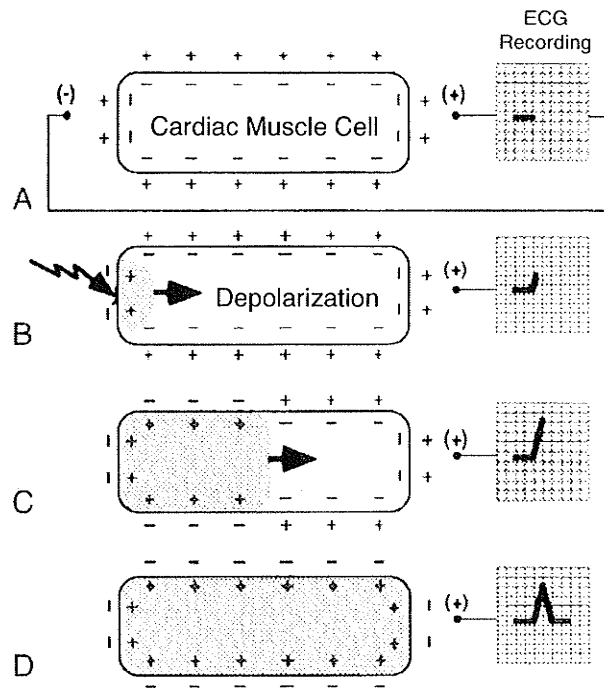 ECG
Recording
+ + + + + +
(-) + – – – – – – + (+)
Cardiac Muscle Cell
+ – – – – – – +
+ + + + + +
A
+ + + + + +
– – – – – –
+ + (+)
Depolarization
+ – – – – – +
+ + + + + +
B
– – – + + +
+ + + – – –
+ + (+)
+ +
+ + + – – –
– – – + + +
C
– – – – – –
+ + + + + +
+ + (+)
+ +
+ + + + + +
– – – – – –
D